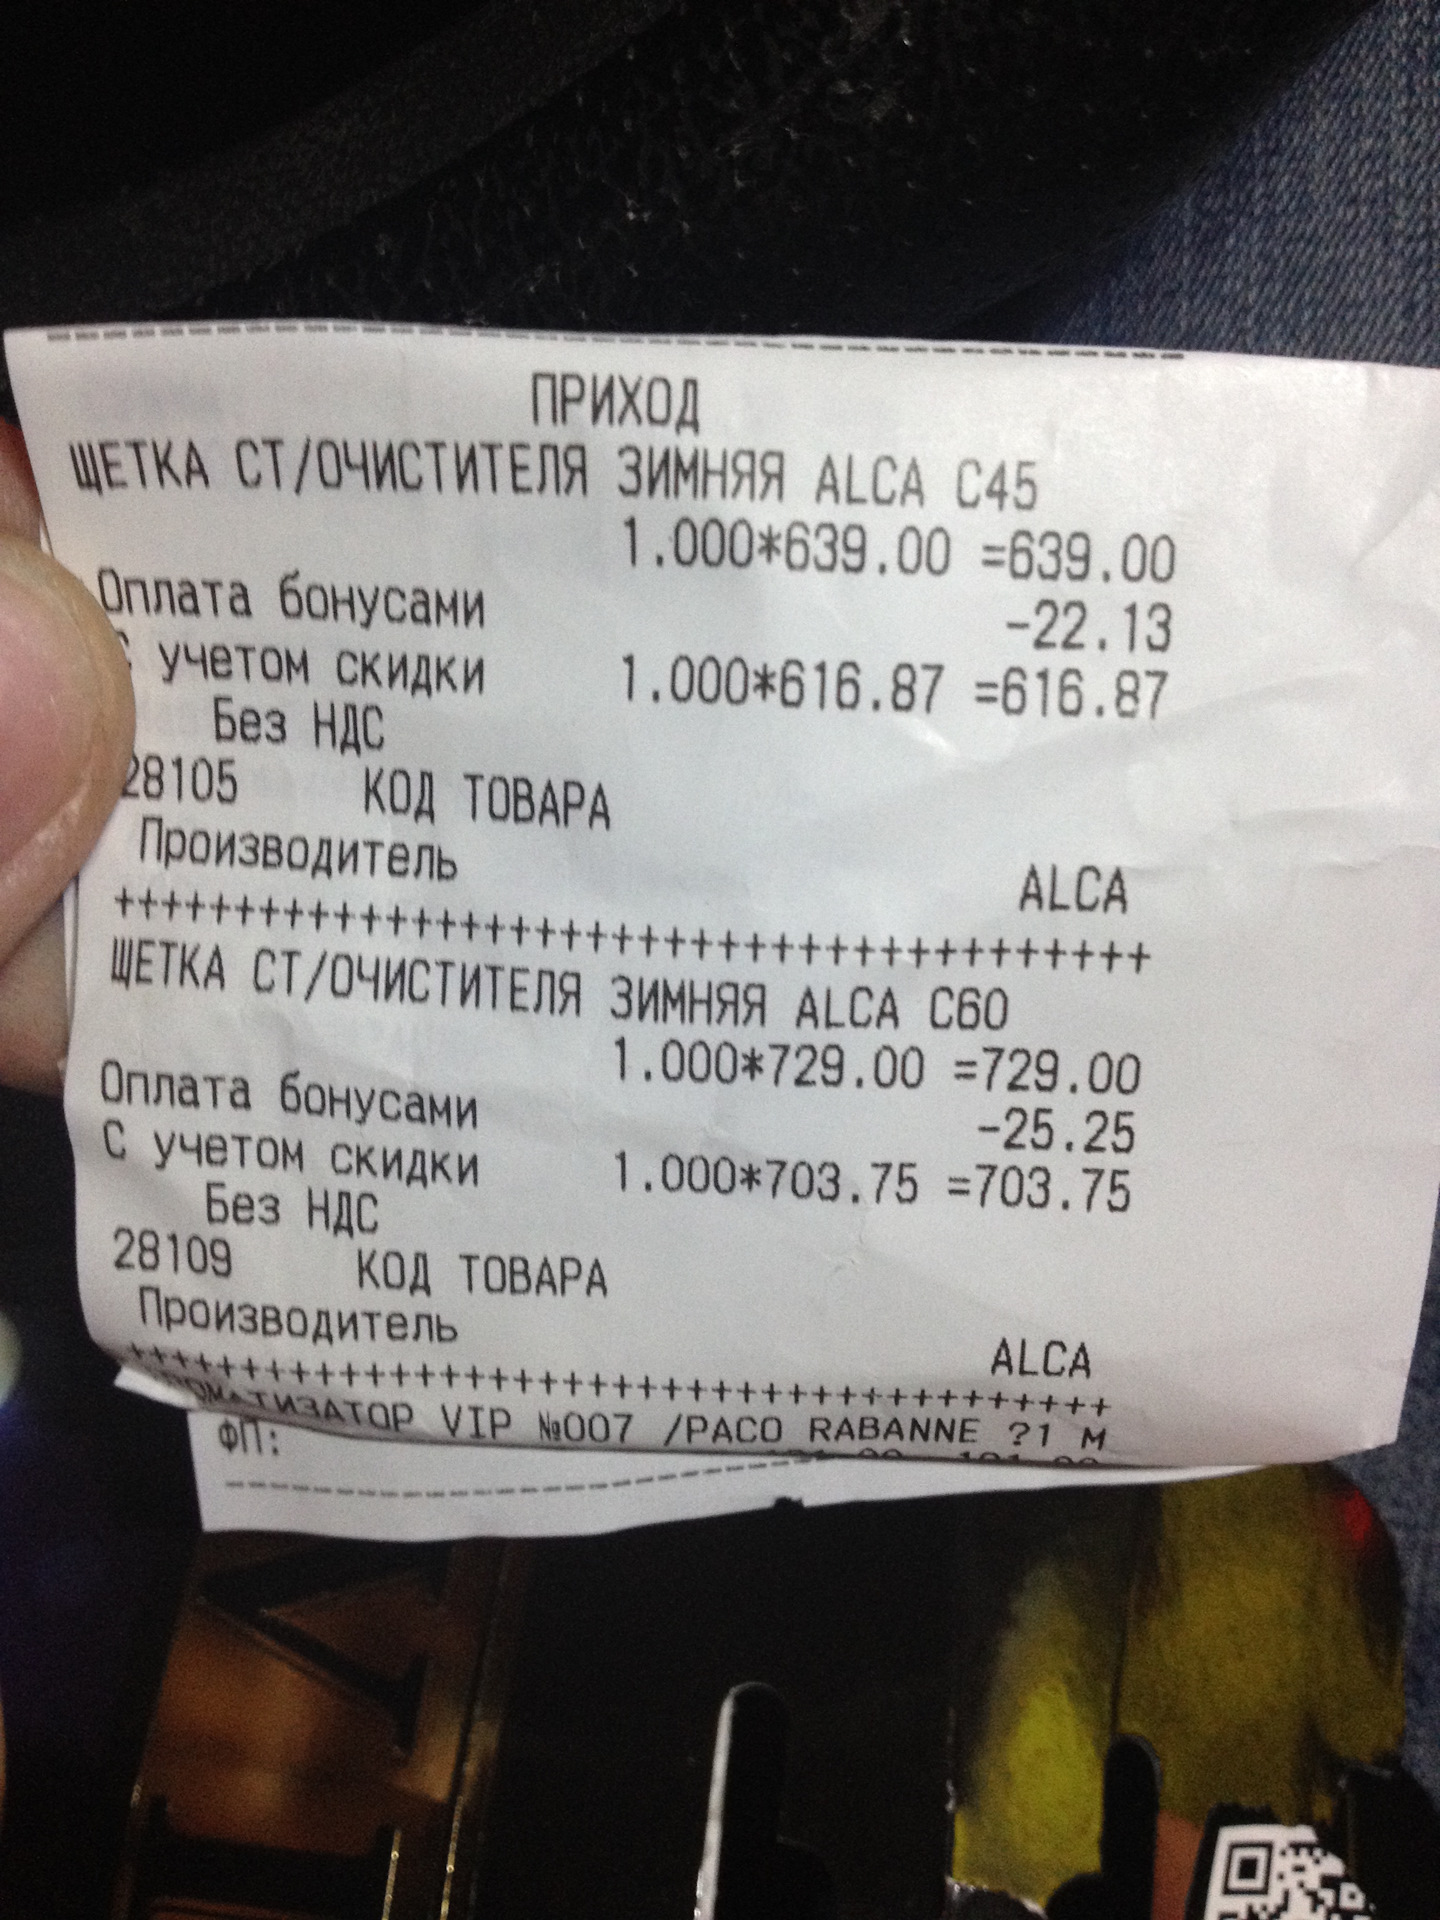 ПРИХОД
ЩЕТКА СТ/ОЧИСТИТЕЛЯ ЗИМНЯЯ ALCA C45
1.000*639.00 =639.00
Оплата бонусами -22.13
С учетом скидки 1.000*616.87 =616.87
Без НДС
28105 КОД ТОВАРА
Производитель ALCA
++++++++++++++++++++++++++++++++++++++++
ЩЕТКА СТ/ОЧИСТИТЕЛЯ ЗИМНЯЯ ALCA C60
1.000*729.00 =729.00
Оплата бонусами -25.25
С учетом скидки 1.000*703.75 =703.75
Без НДС
28109 КОД ТОВАРА
Производитель ALCA
++++++++++++++++++++++++++++++++++++++++
VIP №007 /PACO RABANNE ?1 М
ФП: